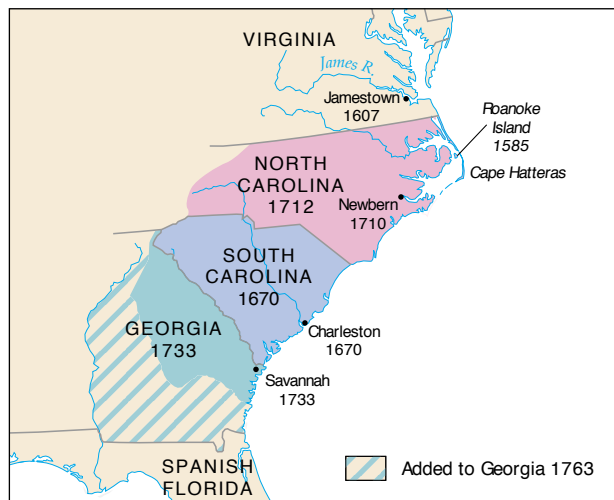 VIRGINIA
James R.
Jamestown
1607
Roanoke
Island
1585
Cape Hatteras
NORTH
CAROLINA
1712
Newbern
1710
SOUTH
CAROLINA
1670
GEORGIA
1733
Charleston
1670
Savannah
1733
SPANISH
FLORIDA
Added to Georgia 1763